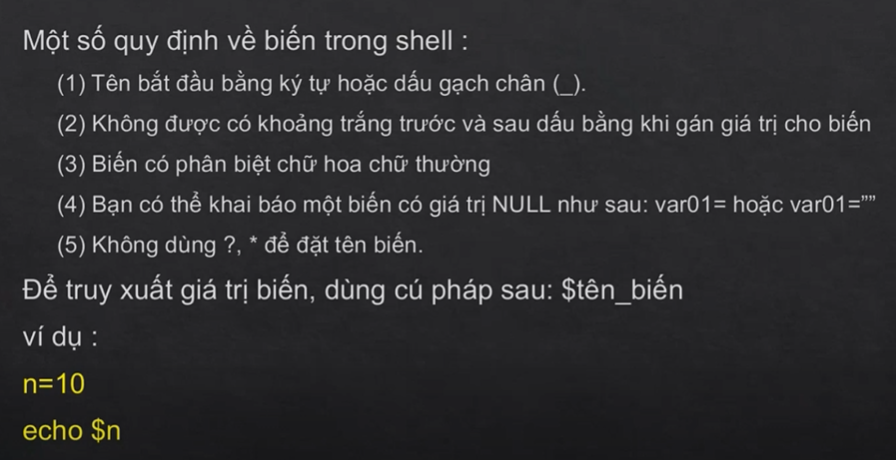 Một số quy định về biến trong shell :
(1) Tên bắt đầu bằng ký tự hoặc dấu gạch chân (_).
(2) Không được có khoảng trắng trước và sau dấu bằng khi gán giá trị cho biến
(3) Biến có phân biệt chữ hoa chữ thường
(4) Bạn có thể khai báo một biến có giá trị NULL như sau: var01= hoặc var01=””
(5) Không dùng ?, * để đặt tên biến.
Để truy xuất giá trị biến, dùng cú pháp sau: $tên_biến
ví dụ :
n=10
echo $n